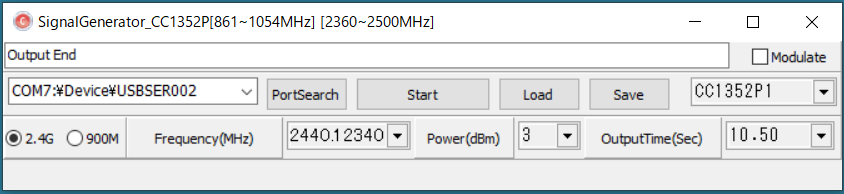 SignalGenerator_CC1352P[861~1054MHz] [2360~2500MHz]
Output End
Modulate
COM7:¥Device¥USBSER002
PortSearch
Start
Load
Save
CC1352P1
2.4G
900M
Frequency(MHz)
2440.12340
Power(dBm)
3
OutputTime(Sec)
10.50